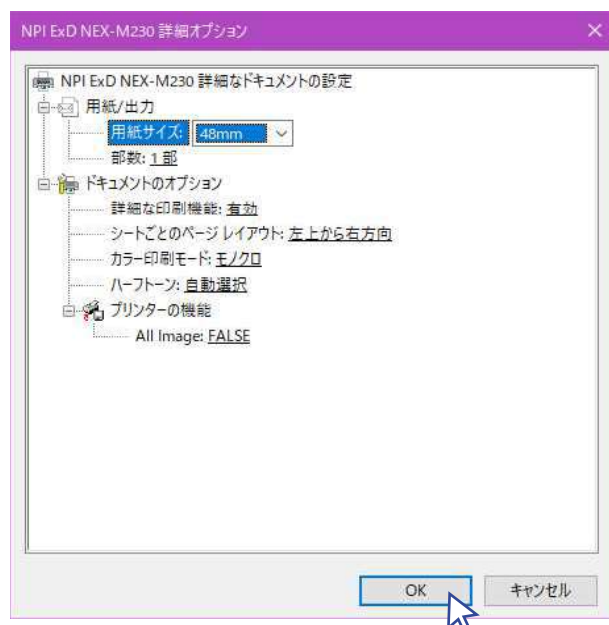 NPI ExD NEX-M230 詳細オプション
NPI ExD NEX-M230 詳細なドキュメントの設定
用紙/出力
用紙サイズ: 48mm
部数: 1 部
ドキュメントのオプション
詳細な印刷機能: 有効
シートごとのページ レイアウト: 左上から右方向
カラー印刷モード: モノクロ
ハーフトーン: 自動選択
プリンターの機能
All Image: FALSE
OK キャンセル